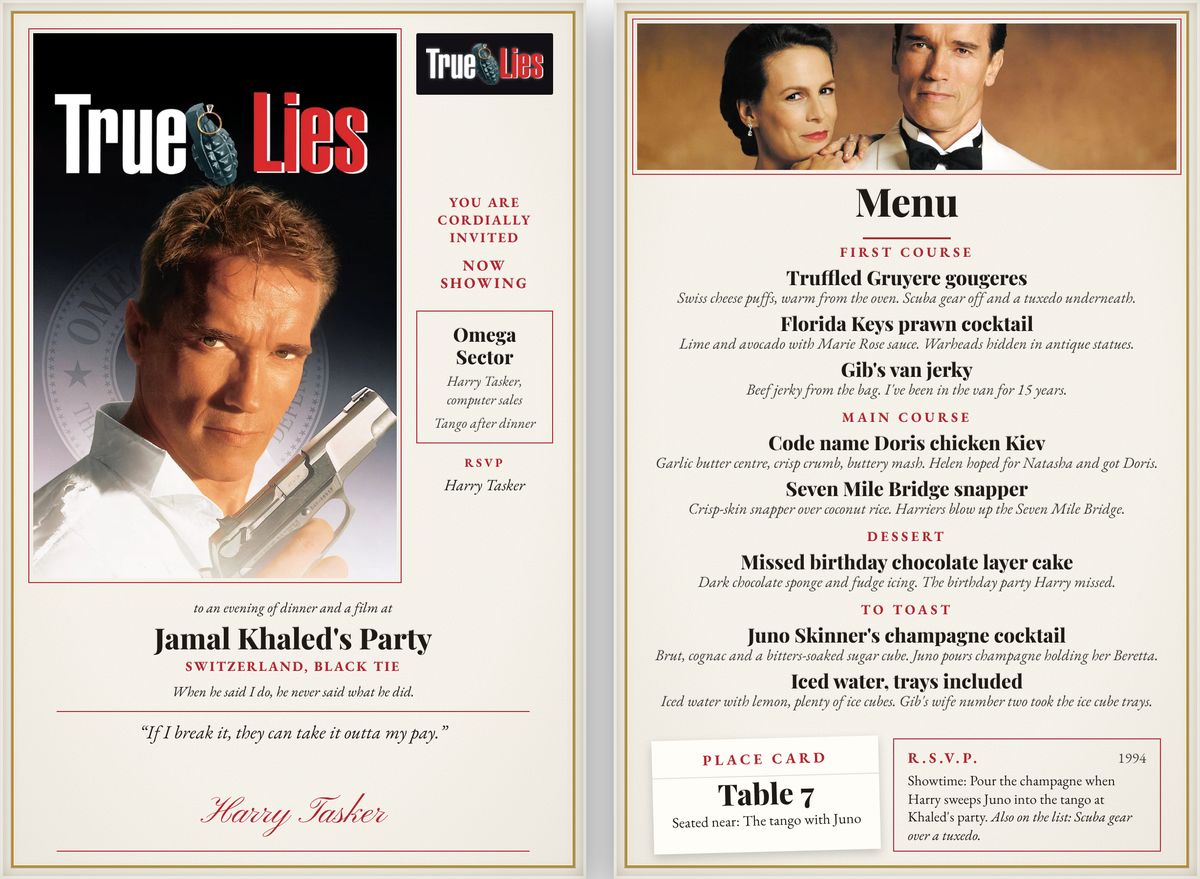 True Lies
True Lies
YOU ARE
CORDIALLY
INVITED
NOW
SHOWING
Omega
Sector
Harry Tasker,
computer sales
Tango after dinner
RSVP
Harry Tasker
to an evening of dinner and a film at
Jamal Khaled's Party
SWITZERLAND, BLACK TIE
When he said I do, he never said what he did.
“If I break it, they can take it outta my pay.”
Harry Tasker
Menu
FIRST COURSE
Truffled Gruyere gougeres
Swiss cheese puffs, warm from the oven. Scuba gear off and a tuxedo underneath.
Florida Keys prawn cocktail
Lime and avocado with Marie Rose sauce. Warheads hidden in antique statues.
Gib's van jerky
Beef jerky from the bag. I've been in the van for 15 years.
MAIN COURSE
Code name Doris chicken Kiev
Garlic butter centre, crisp crumb, buttery mash. Helen hoped for Natasha and got Doris.
Seven Mile Bridge snapper
Crisp-skin snapper over coconut rice. Harriers blow up the Seven Mile Bridge.
DESSERT
Missed birthday chocolate layer cake
Dark chocolate sponge and fudge icing. The birthday party Harry missed.
TO TOAST
Juno Skinner's champagne cocktail
Brut, cognac and a bitters-soaked sugar cube. Juno pours champagne holding her Beretta.
Iced water, trays included
Iced water with lemon, plenty of ice cubes. Gib's wife number two took the ice cube trays.
PLACE CARD
Table 7
Seated near: The tango with Juno
R.S.V.P. 1994
Showtime: Pour the champagne when
Harry sweeps Juno into the tango at
Khaled's party. Also on the list: Scuba gear
over a tuxedo.